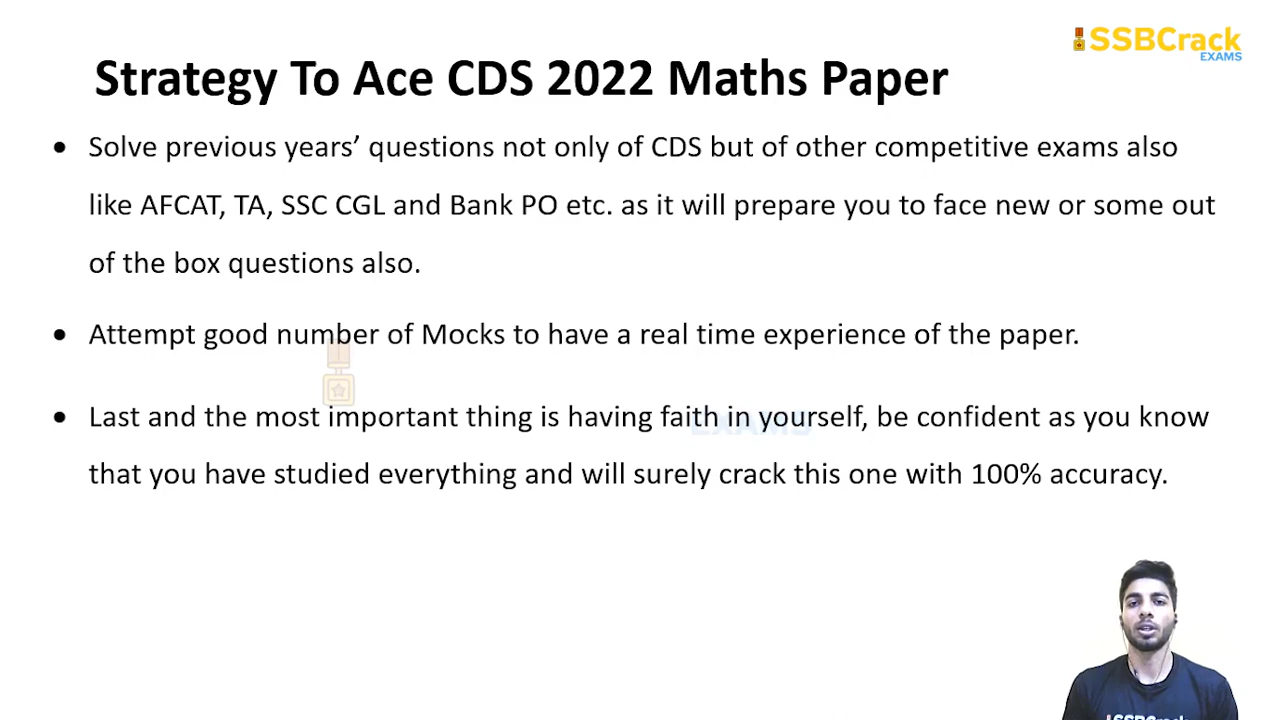 SSBCrack
EXAMS
Strategy To Ace CDS 2022 Maths Paper
• Solve previous years’ questions not only of CDS but of other competitive exams also
like AFCAT, TA, SSC CGL and Bank PO etc. as it will prepare you to face new or some out
of the box questions also.
• Attempt good number of Mocks to have a real time experience of the paper.
• Last and the most important thing is having faith in yourself, be confident as you know
EXAMS
that you have studied everything and will surely crack this one with 100% accuracy.
SSBCrack